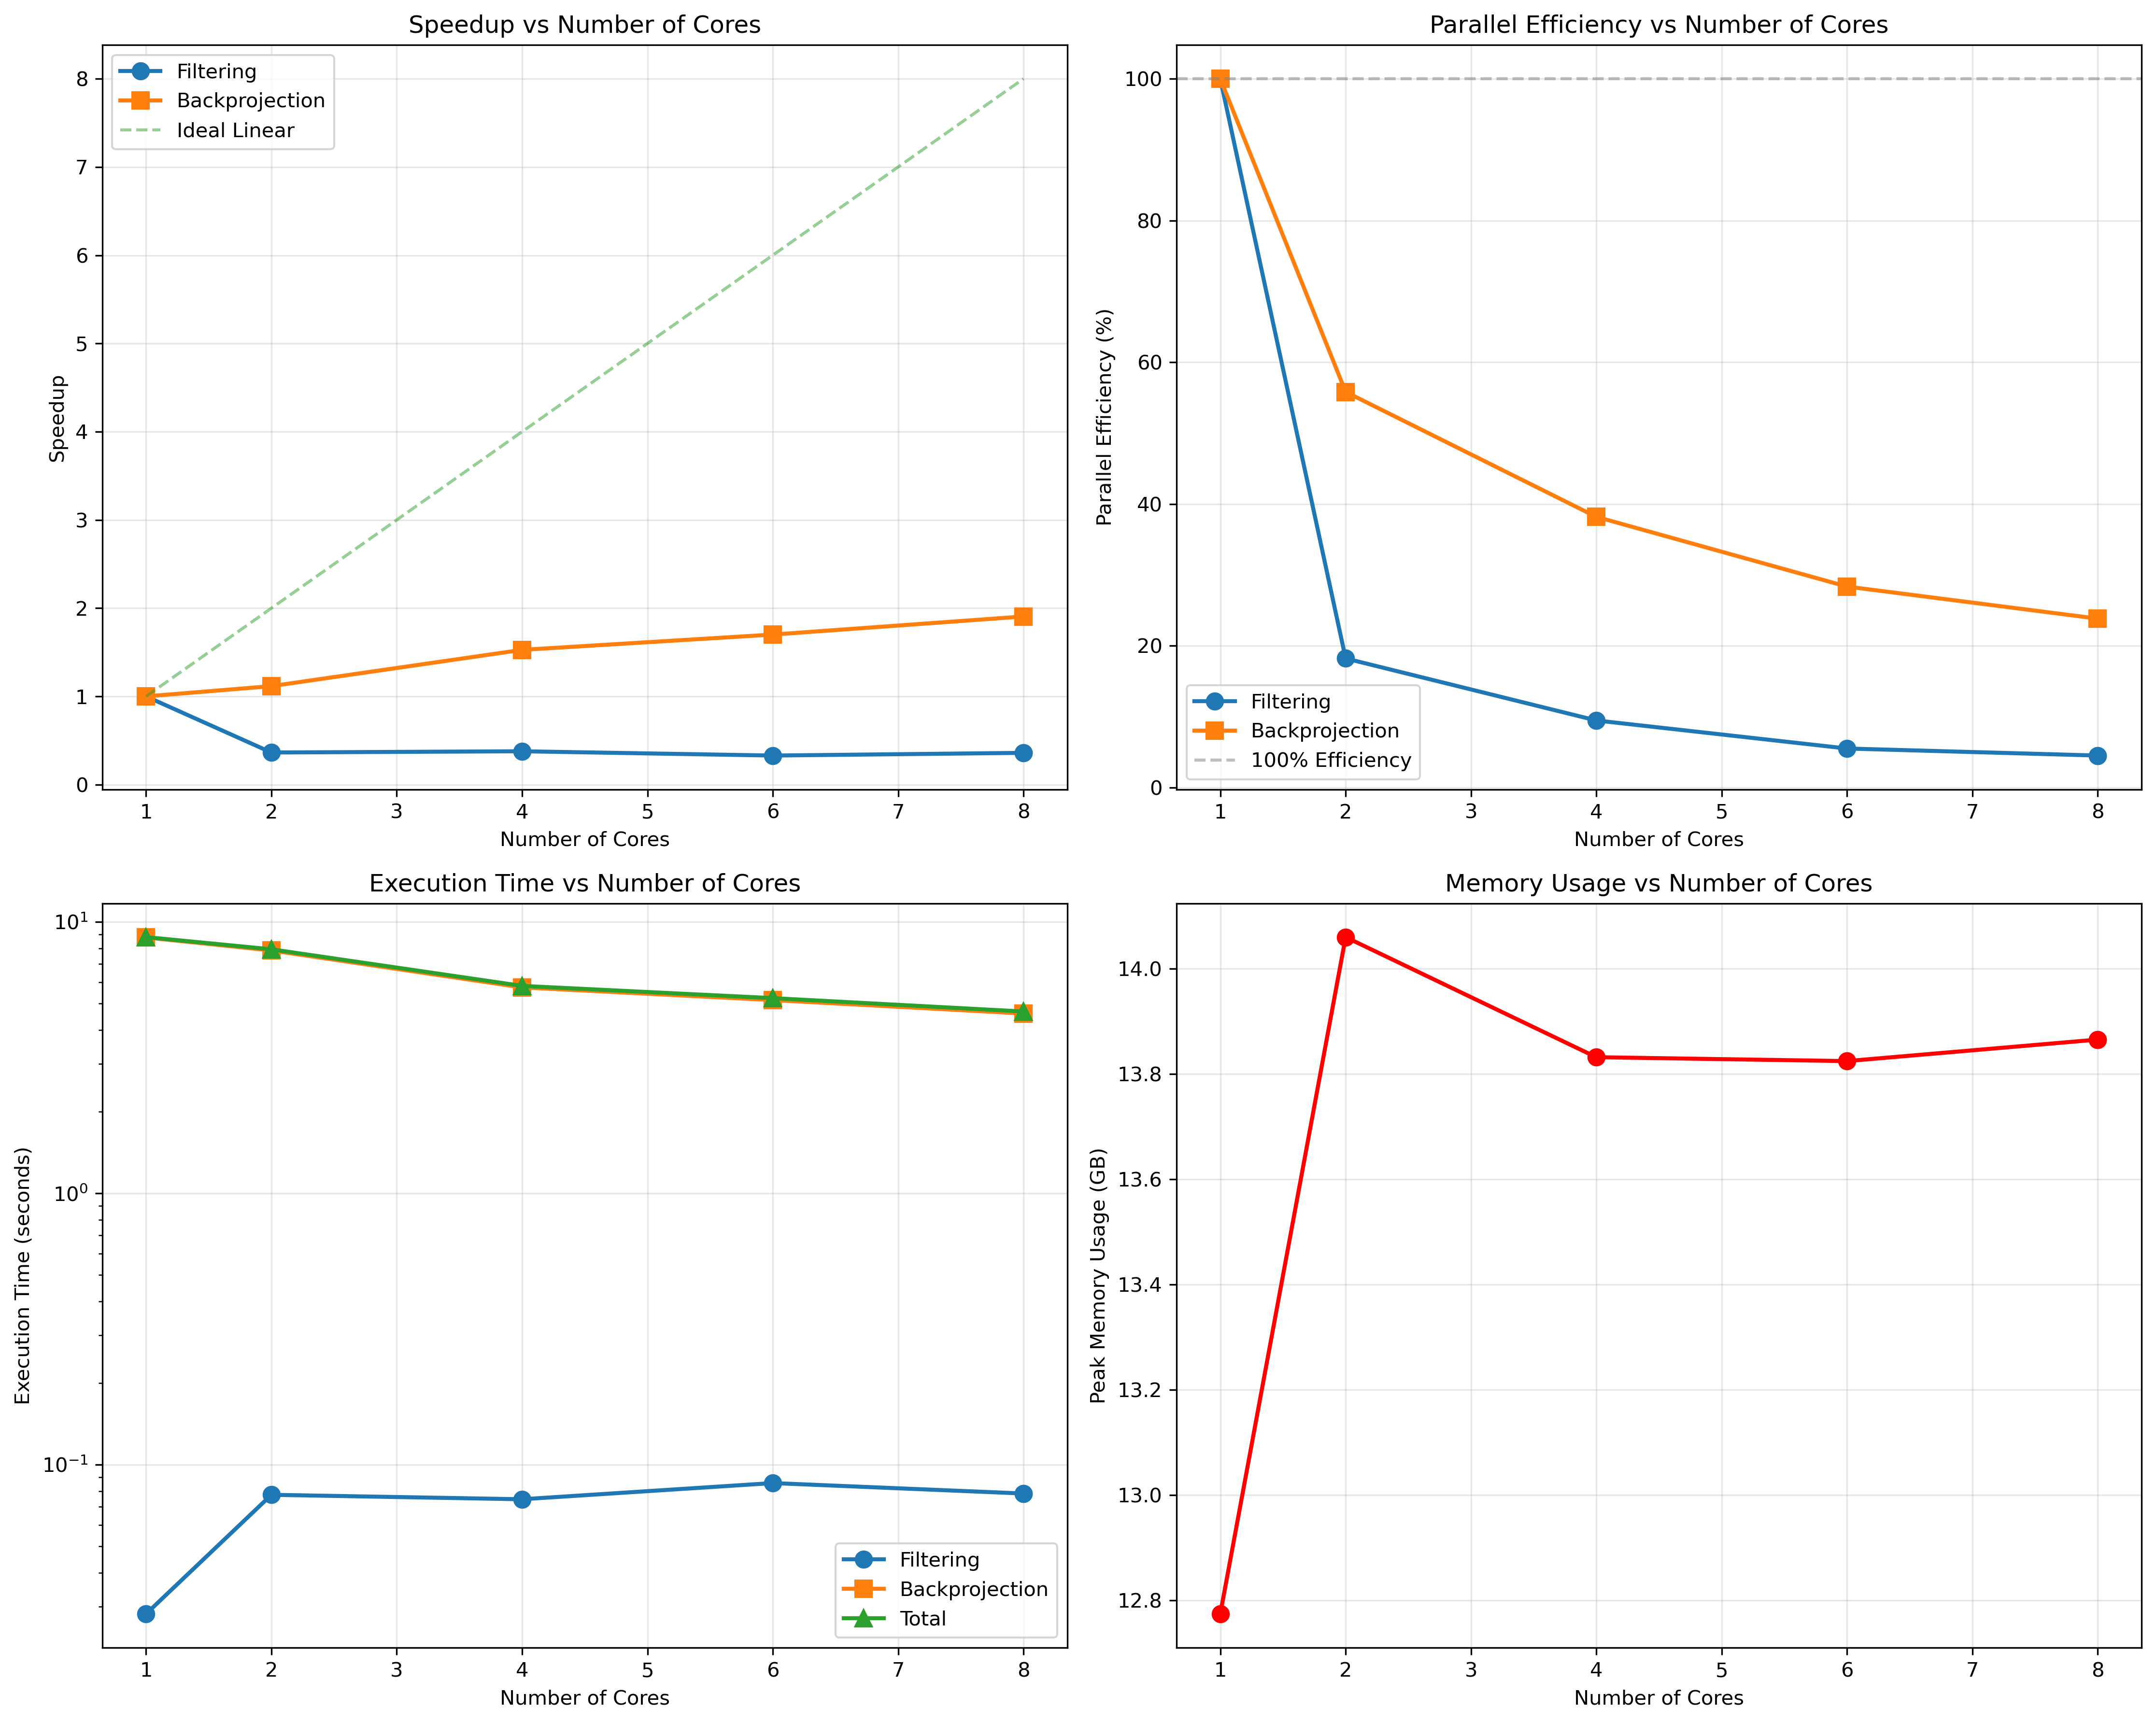 Speedup vs Number of Cores
Filtering
Backprojection
Ideal Linear
8
7
6
5
4
3
2
1
0
Speedup
1 2 3 4 5 6 7 8
Number of Cores
Parallel Efficiency vs Number of Cores
100
80
60
40
20
0
Parallel Efficiency (%)
Filtering
Backprojection
100% Efficiency
1 2 3 4 5 6 7 8
Number of Cores
Execution Time vs Number of Cores
10¹
10⁰
10⁻¹
Execution Time (seconds)
Filtering
Backprojection
Total
1 2 3 4 5 6 7 8
Number of Cores
Memory Usage vs Number of Cores
14.0
13.8
13.6
13.4
13.2
13.0
12.8
Peak Memory Usage (GB)
1 2 3 4 5 6 7 8
Number of Cores